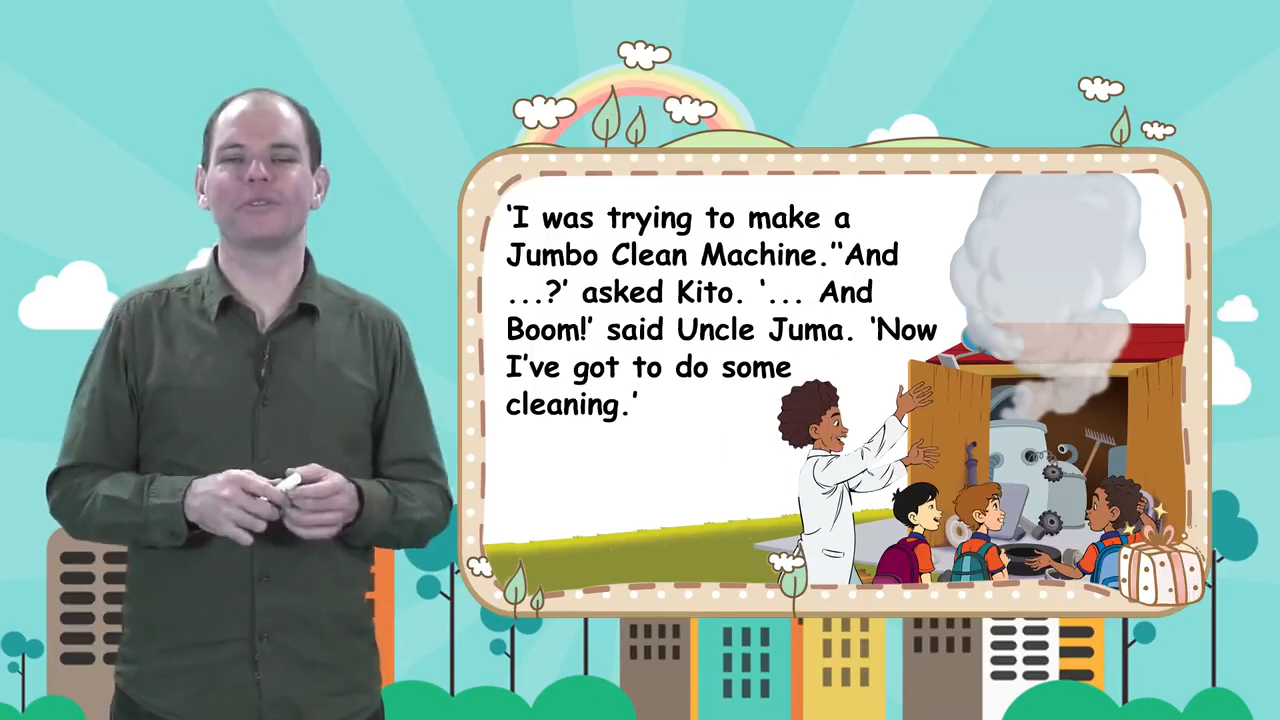 ‘I was trying to make a
Jumbo Clean Machine.’‘And
...?’ asked Kito. ‘... And
Boom!’ said Uncle Juma. ‘Now
I’ve got to do some
cleaning.’